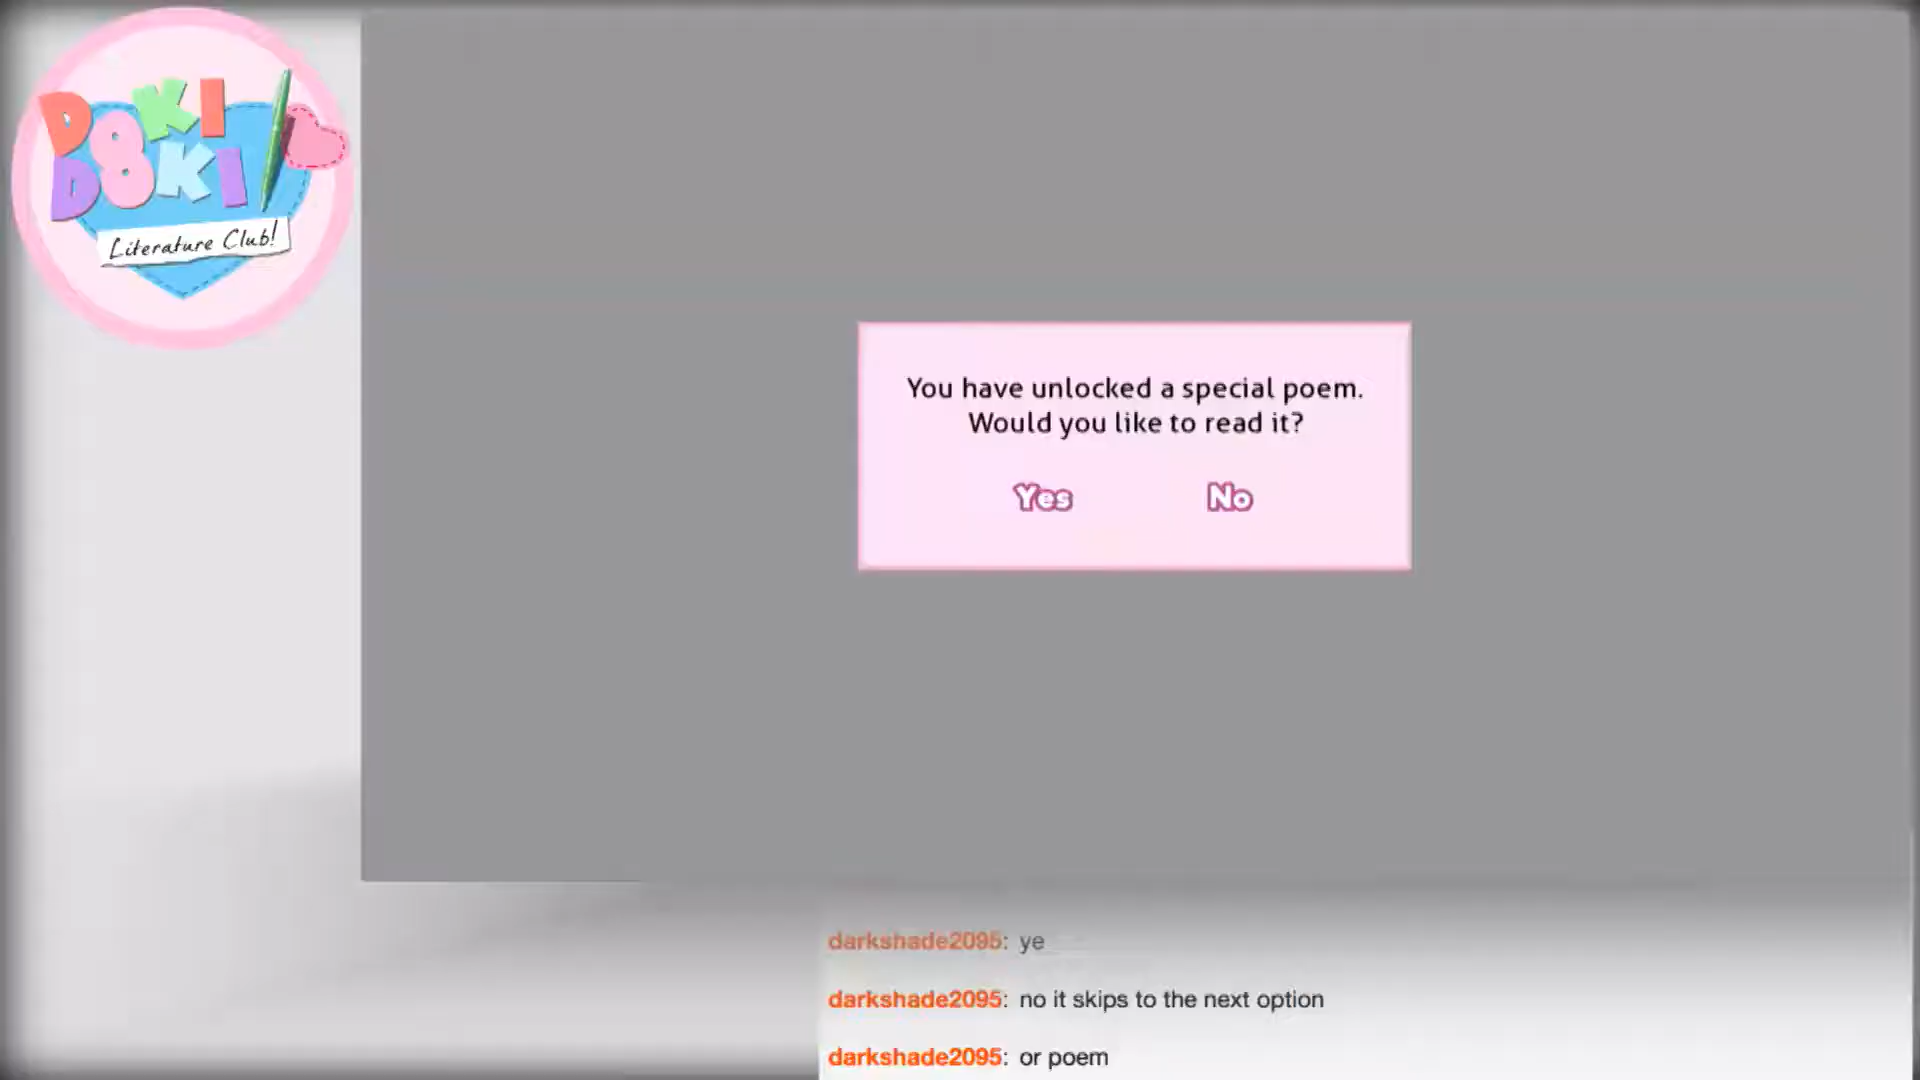 DOKI
DOKI
Literature Club!
You have unlocked a special poem.
Would you like to read it?
Yes No
darkshade2095: ye
darkshade2095: no it skips to the next option
darkshade2095: or poem